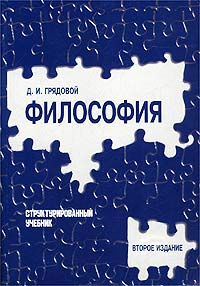 Д. И. ГРЯДОВОЙ
ФИЛОСОФИЯ
СТРУКТУРИРОВАННЫЙ
УЧЕБНИК
ВТОРОЕ ИЗДАНИЕ